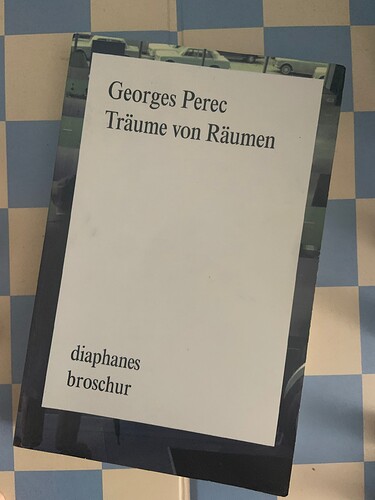 Georges Perec
Träume von Räumen
diaphanes
broschur